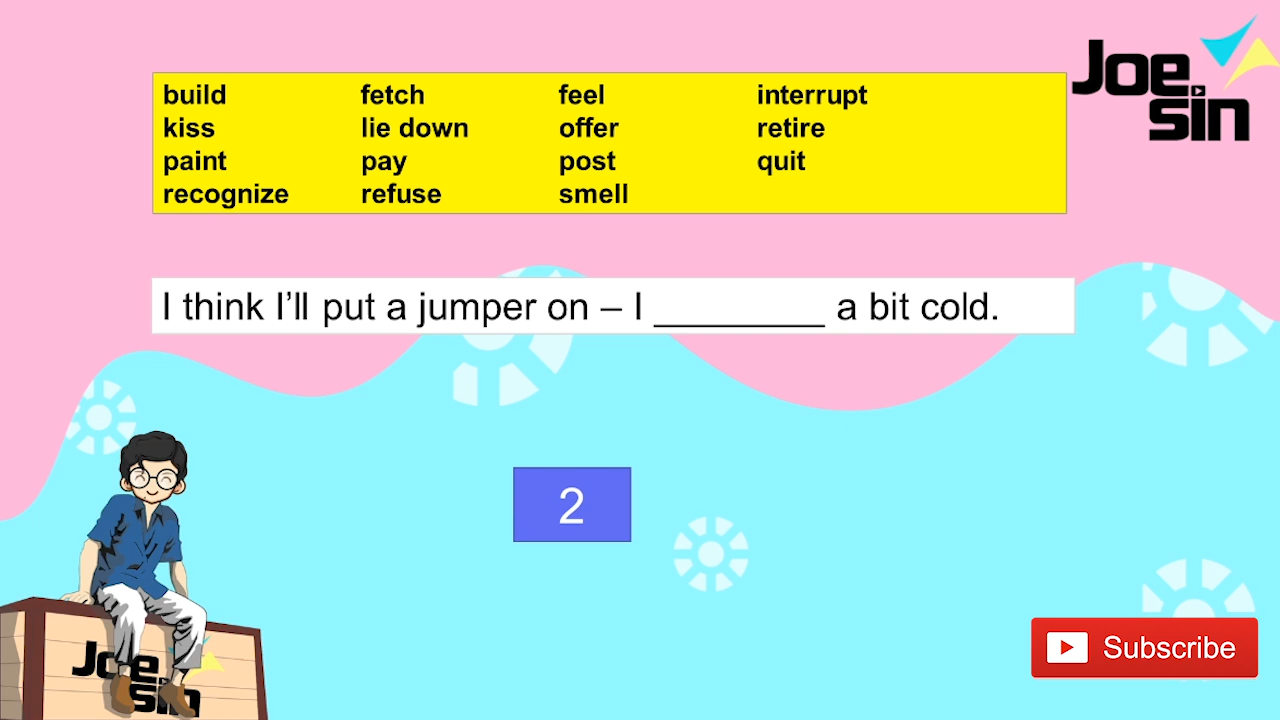 build fetch feel interrupt
kiss lie down offer retire
paint pay post quit
recognize refuse smell
Joe
sin
I think I’ll put a jumper on – I ________ a bit cold.
2
Subscribe
Joe
sin